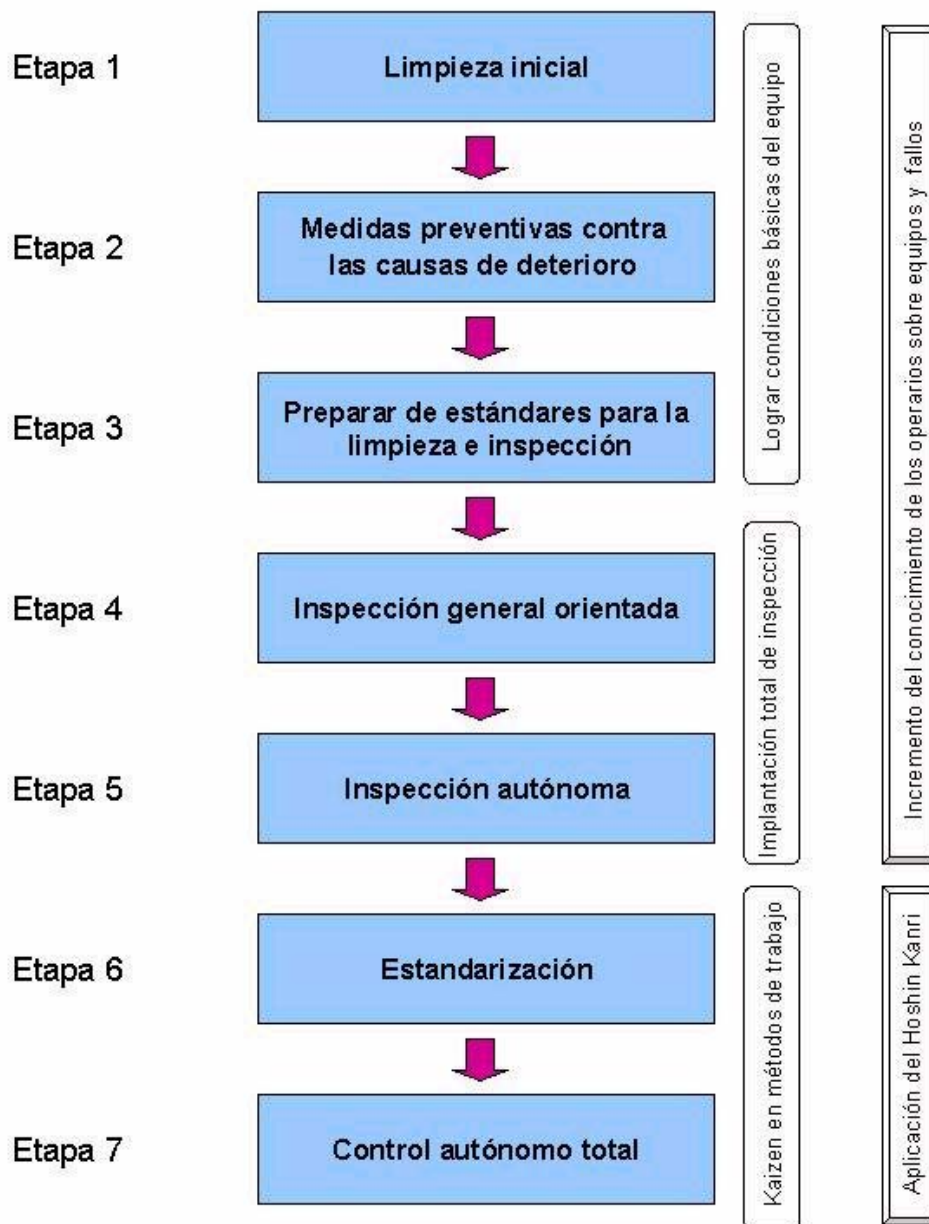 Etapa 1
Limpieza inicial
Etapa 2
Medidas preventivas contra
las causas de deterioro
Etapa 3
Preparar de estándares para la
limpieza e inspección
Etapa 4
Inspección general orientada
Etapa 5
Inspección autónoma
Etapa 6
Estandarización
Etapa 7
Control autónomo total
Lograr condiciones básicas del equipo
Implantación total de inspección
Kaizen en métodos de trabajo
Incremento del conocimiento de los operarios sobre equipos y fallos
Aplicación del Hoshin Kanri